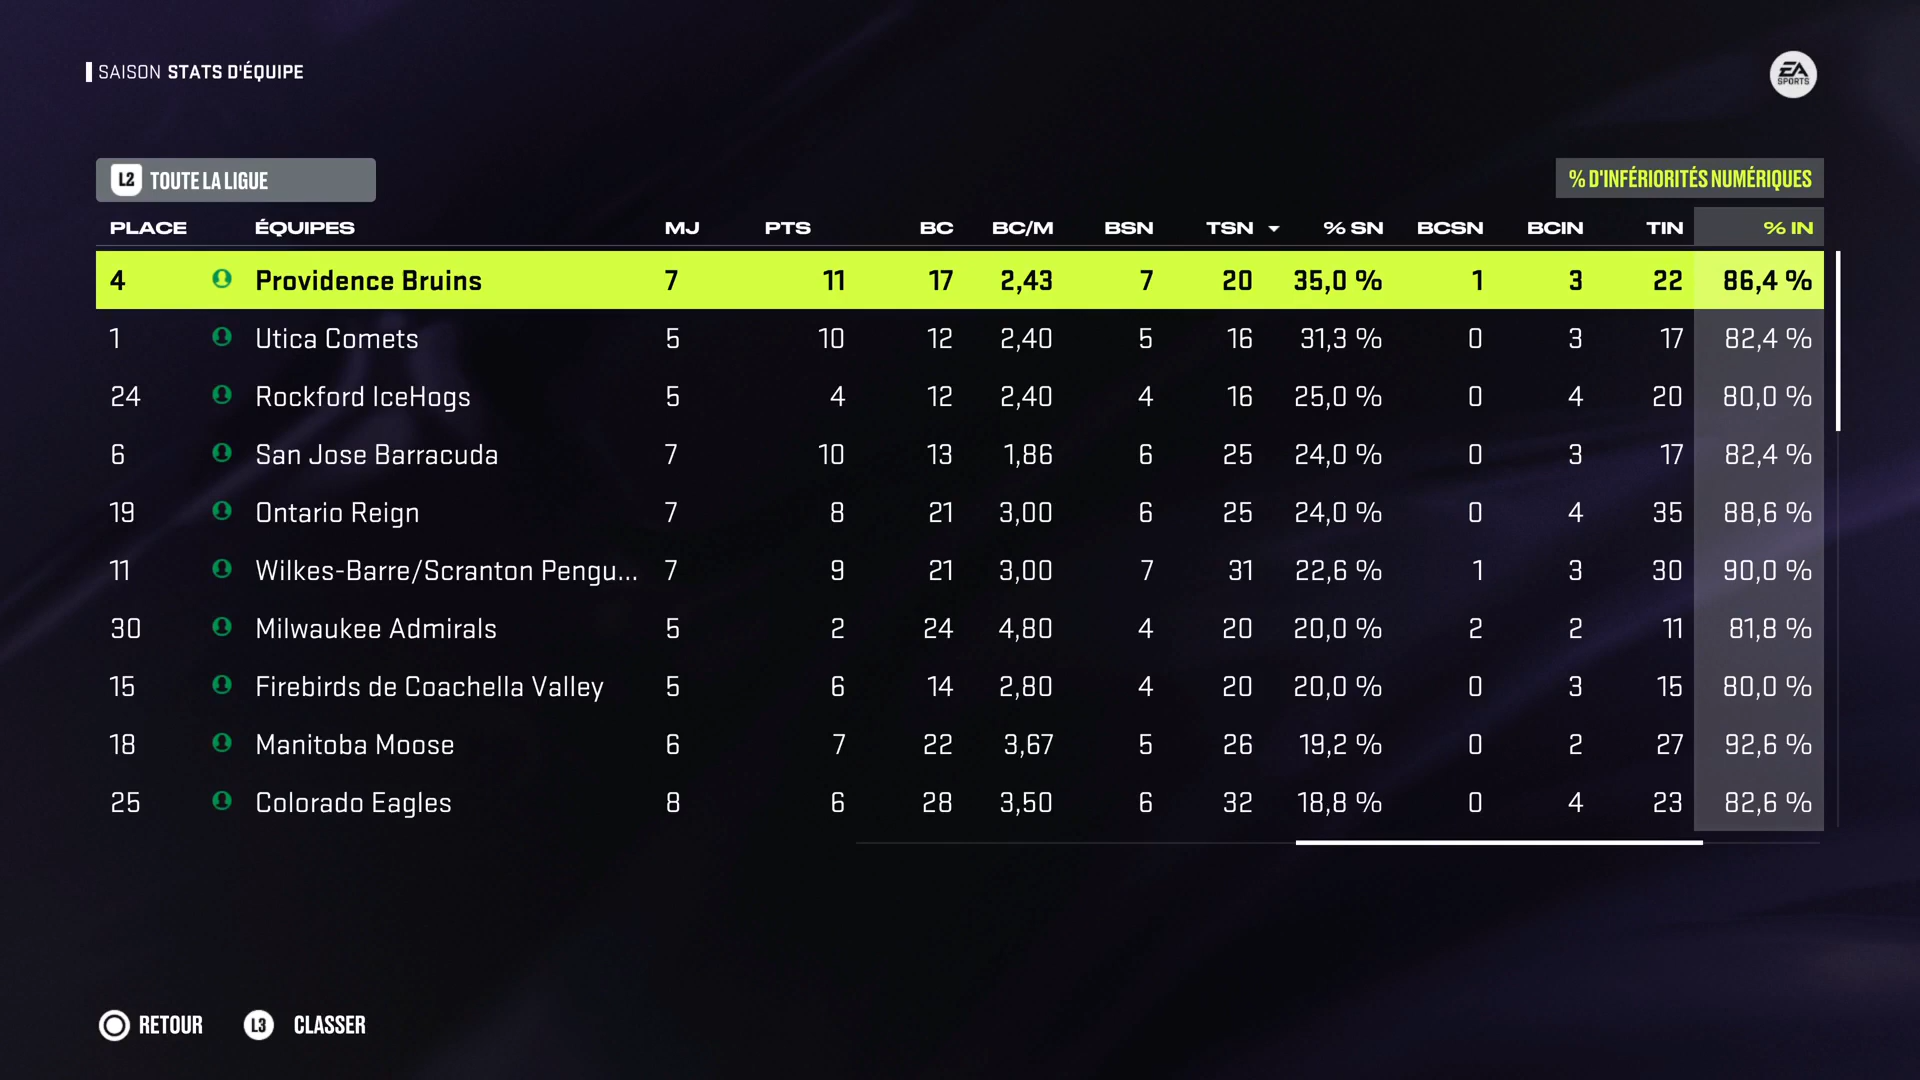 SAISON STATS D'ÉQUIPE
EA SPORTS
L2 TOUTE LA LIGUE
% D'INFÉRIORITÉS NUMÉRIQUES
PLACE ÉQUIPES MJ PTS BC BC/M BSN TSN % SN BCSN BCIN TIN % IN
4 Providence Bruins 7 11 17 2,43 7 20 35,0 % 1 3 22 86,4 %
1 Utica Comets 5 10 12 2,40 5 16 31,3 % 0 3 17 82,4 %
24 Rockford IceHogs 5 4 12 2,40 4 16 25,0 % 0 4 20 80,0 %
6 San Jose Barracuda 7 10 13 1,86 6 25 24,0 % 0 3 17 82,4 %
19 Ontario Reign 7 8 21 3,00 6 25 24,0 % 0 4 35 88,6 %
11 Wilkes-Barre/Scranton Pengu... 7 9 21 3,00 7 31 22,6 % 1 3 30 90,0 %
30 Milwaukee Admirals 5 2 24 4,80 4 20 20,0 % 2 2 11 81,8 %
15 Firebirds de Coachella Valley 5 6 14 2,80 4 20 20,0 % 0 3 15 80,0 %
18 Manitoba Moose 6 7 22 3,67 5 26 19,2 % 0 2 27 92,6 %
25 Colorado Eagles 8 6 28 3,50 6 32 18,8 % 0 4 23 82,6 %
RETOUR L3 CLASSER